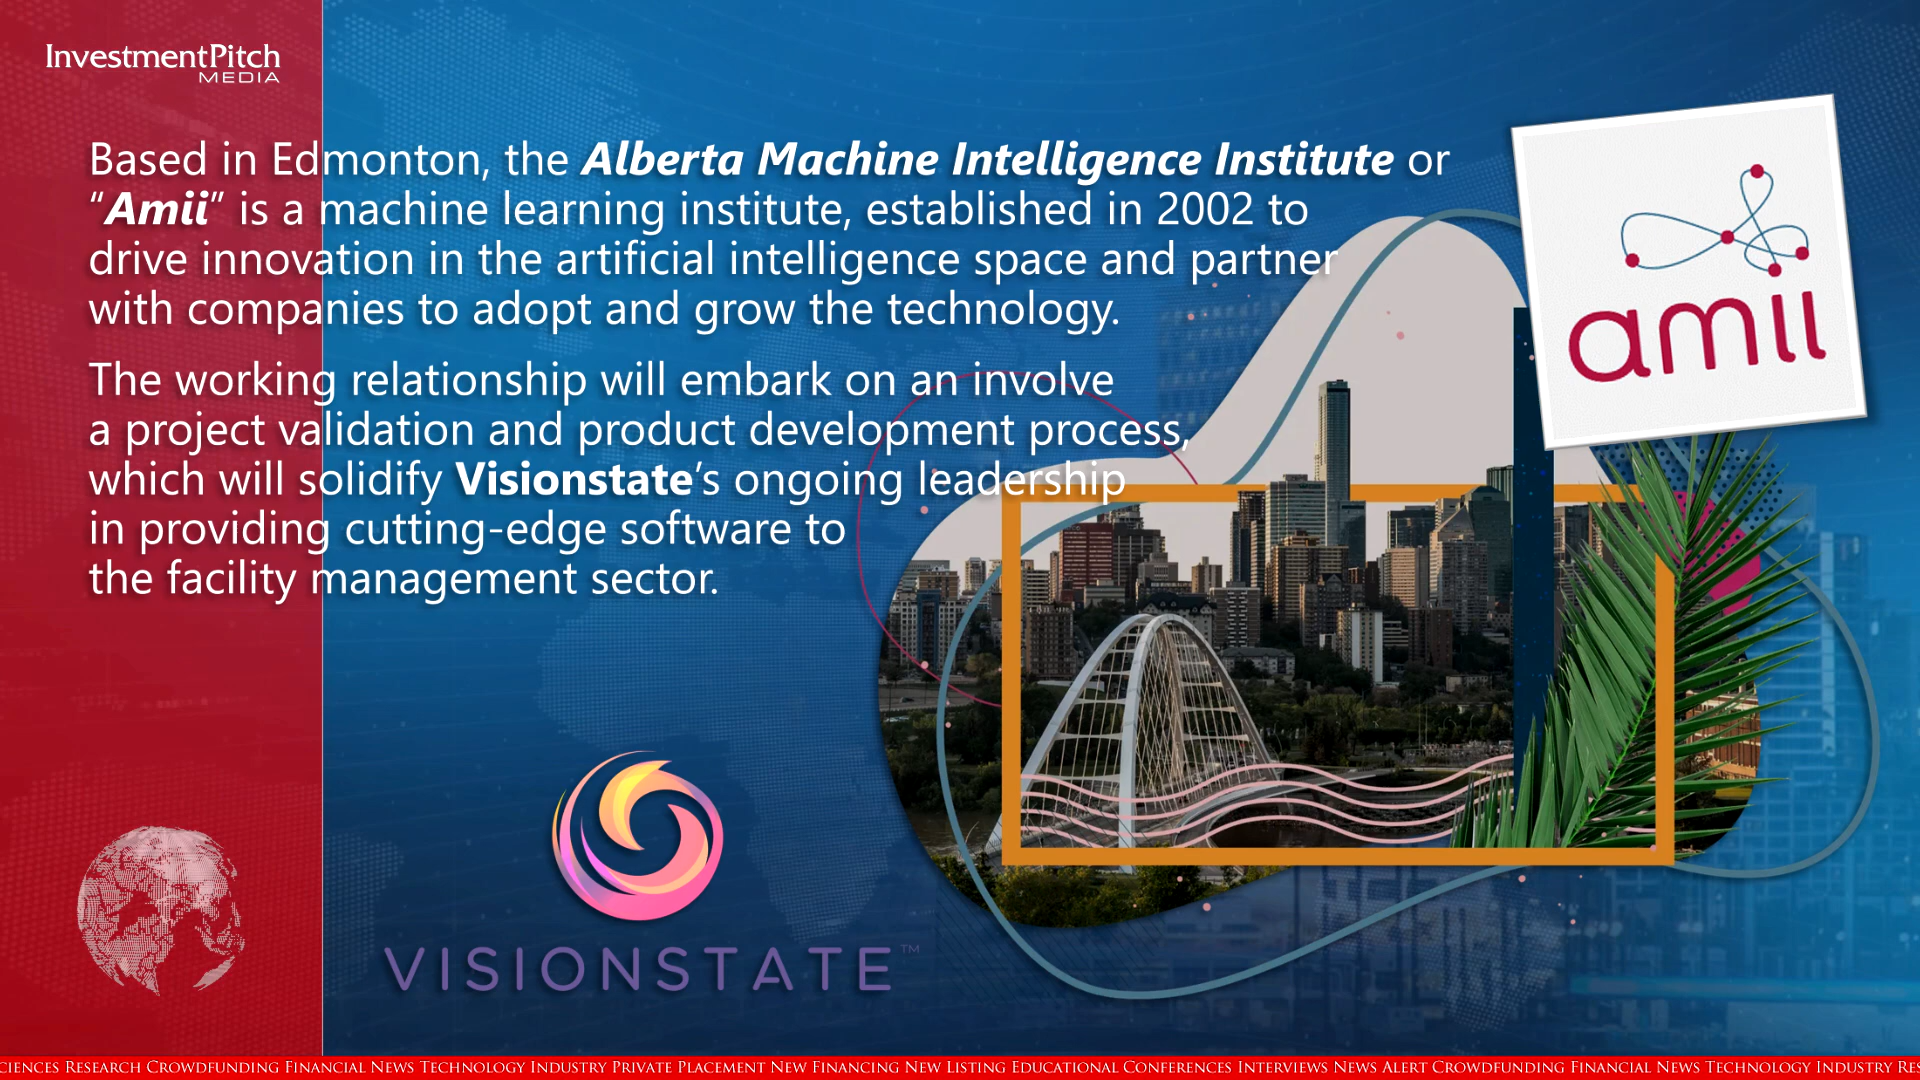 InvestmentPitch
MEDIA
Based in Edmonton, the Alberta Machine Intelligence Institute or
“Amii” is a machine learning institute, established in 2002 to
drive innovation in the artificial intelligence space and partner
with companies to adopt and grow the technology.
The working relationship will embark on an involve
a project validation and product development process,
which will solidify Visionstate’s ongoing leadership
in providing cutting-edge software to
the facility management sector.
amii
VISIONSTATE™
CIENCES RESEARCH CROWDFUNDING FINANCIAL NEWS TECHNOLOGY INDUSTRY PRIVATE PLACEMENT NEW FINANCING NEW LISTING EDUCATIONAL CONFERENCES INTERVIEWS NEWS ALERT CROWDFUNDING FINANCIAL NEWS TECHNOLOGY INDUSTRY RES